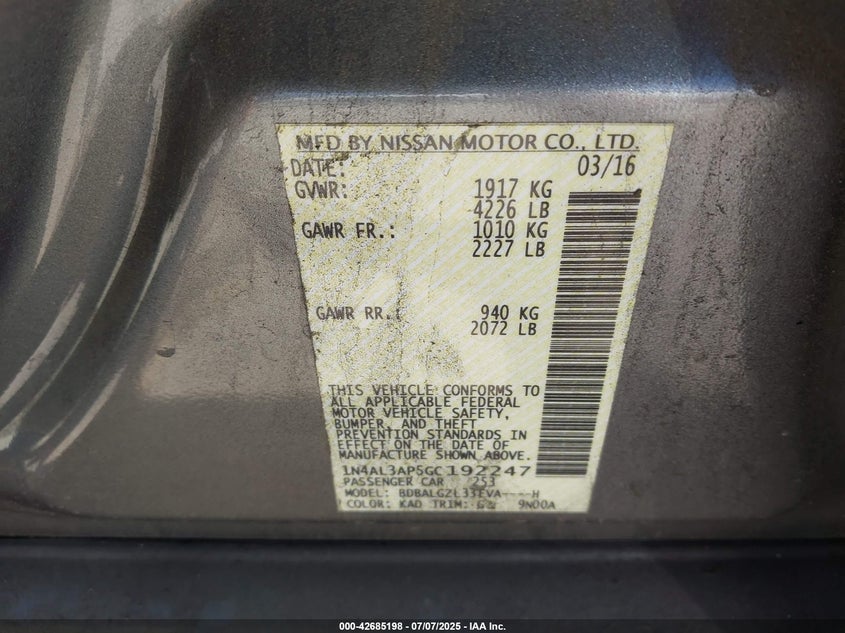 MFD BY NISSAN MOTOR CO., LTD.
DATE: 03/16
GVWR: 1917 KG
4226 LB
GAWR FR.: 1010 KG
2227 LB
GAWR RR.: 940 KG
2072 LB
THIS VEHICLE CONFORMS TO
ALL APPLICABLE FEDERAL
MOTOR VEHICLE SAFETY,
BUMPER, AND THEFT
PREVENTION STANDARDS IN
EFFECT ON THE DATE OF
MANUFACTURE SHOWN ABOVE.
1N4AL3AP5GC192247
PASSENGER CAR 253
MODEL: BDBALGZL33EVA----H
COLOR: KAD TRIM: 9N00A
000-42685198 - 07/07/2025 - IAA Inc.